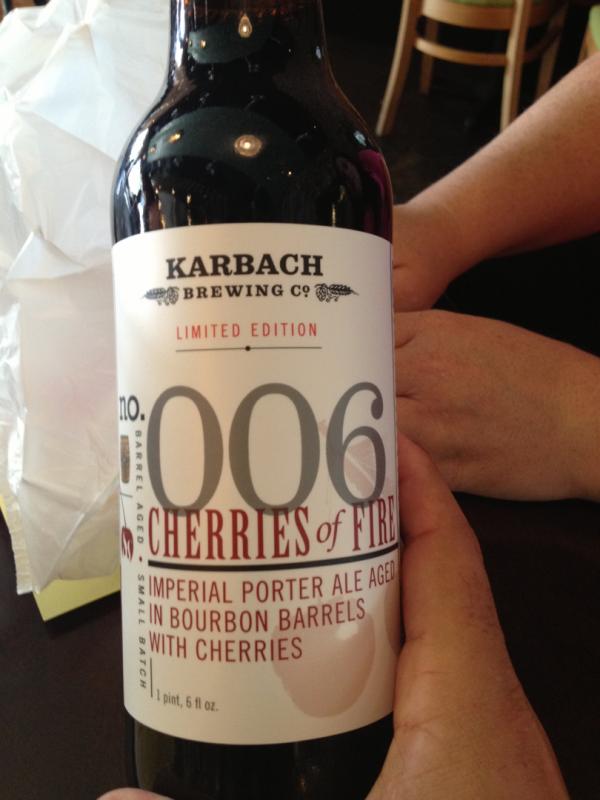 KARBACH
BREWING Cº
LIMITED EDITION
no. 006
CHERRIES of FIRE
IMPERIAL PORTER ALE AGED
IN BOURBON BARRELS
WITH CHERRIES
1 pint, 6 fl oz.
BARREL AGED • SMALL BATCH